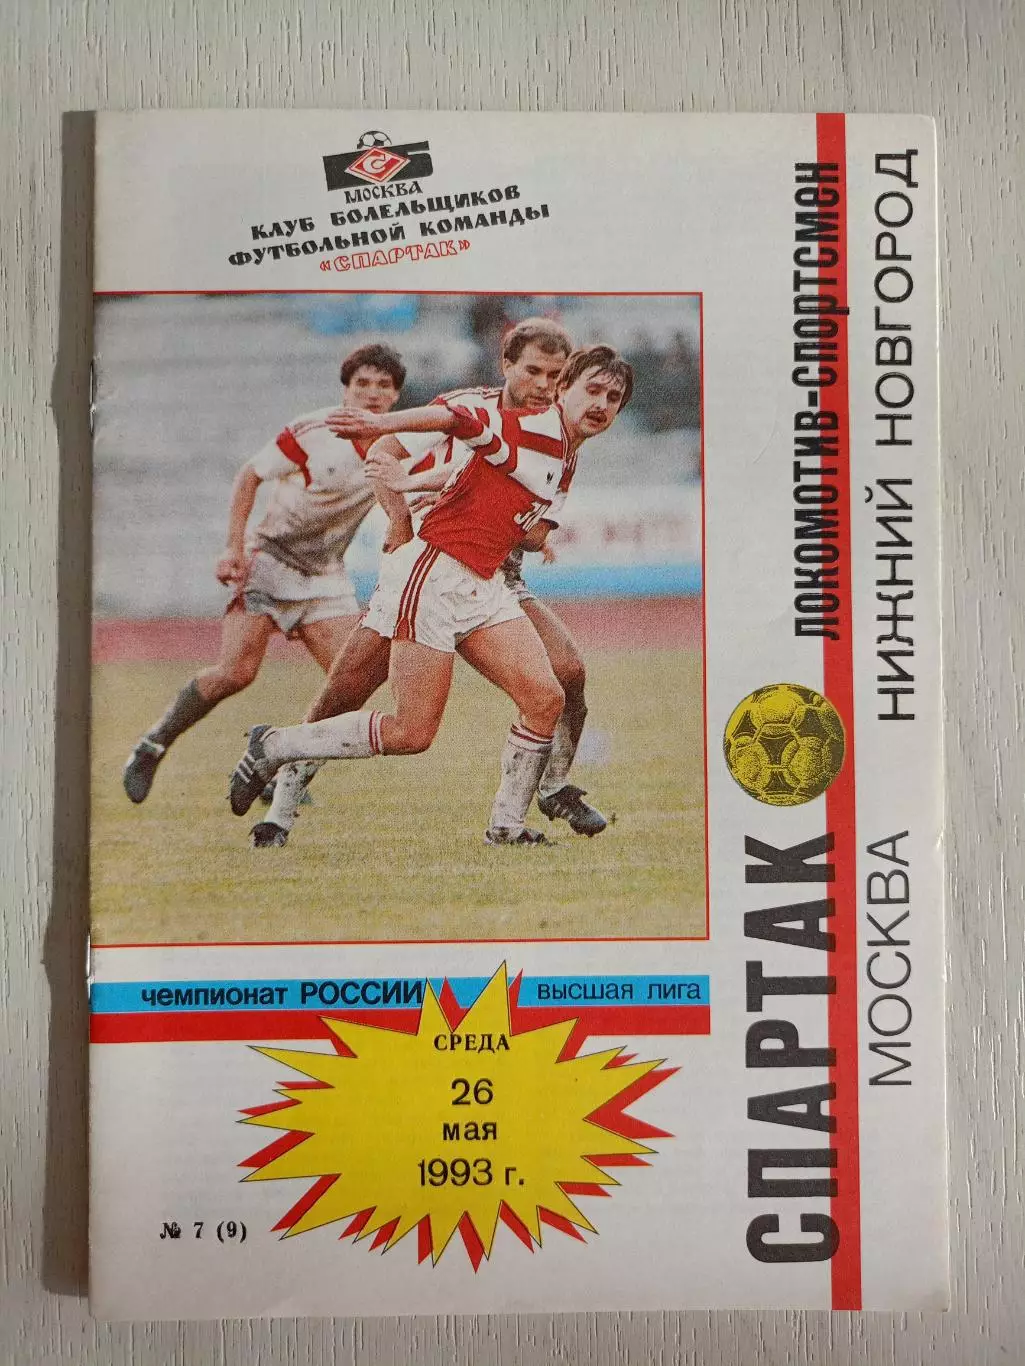 С Б
МОСКВА
КЛУБ БОЛЕЛЬЩИКОВ
ФУТБОЛЬНОЙ КОМАНДЫ
«СПАРТАК»
чемпионат РОССИИ
высшая лига
СРЕДА
26
мая
1993 г.
№ 7 (9)
СПАРТАК
МОСКВА
ЛОКОМОТИВ-СПОРТСМЕН
НИЖНИЙ НОВГОРОД